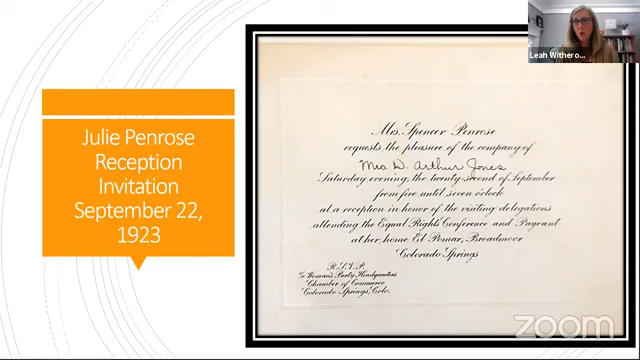 Leah Withero...
Julie Penrose
Reception
Invitation
September 22,
1923
Mrs. Spencer Penrose
requests the pleasure of the company of
Mrs D. Arthur Jones
Saturday evening, the twenty second of September
from five until seven o'clock
at a reception in honor of the visiting delegations
attending the Equal Rights Conference and Pageant
at her home El Pomar, Broadmoor
Colorado Springs
R.S.V.P.
c/o Woman's Party Headquarters
Chamber of Commerce
Colorado Springs, Colo.
zoom